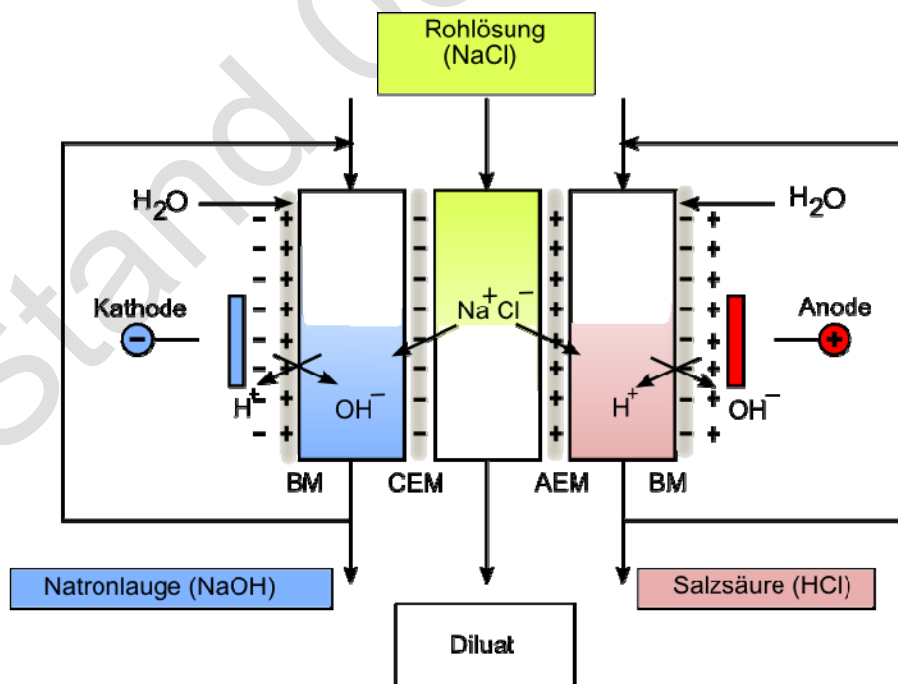 Rohlösung
(NaCl)
H₂O
H₂O
Kathode
Anode
−
+
Na⁺Cl⁻
H⁺
OH⁻
H⁺
OH⁻
BM
CEM
AEM
BM
Natronlauge (NaOH)
Salzsäure (HCl)
Diluat
Stand